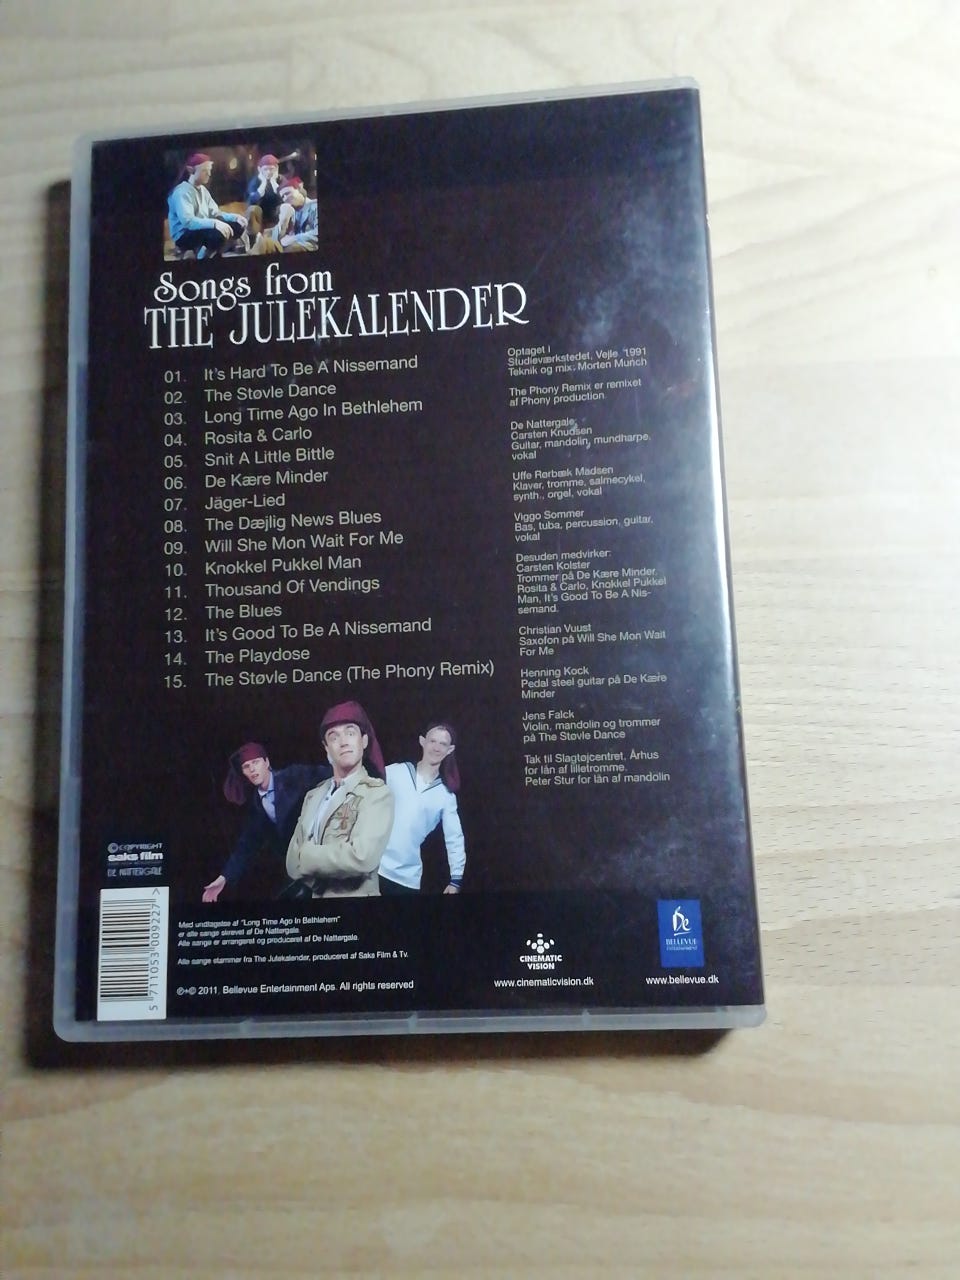 Songs from
THE JULEKALENDER
01. It's Hard To Be A Nissemand
02. The Støvle Dance
03. Long Time Ago In Bethlehem
04. Rosita & Carlo
05. Snit A Little Bittle
06. De Kære Minder
07. Jäger-Lied
08. The Dæjlig News Blues
09. Will She Mon Wait For Me
10. Knokkel Pukkel Man
11. Thousand Of Vendings
12. The Blues
13. It's Good To Be A Nissemand
14. The Playdose
15. The Støvle Dance (The Phony Remix)
Optaget i
Studieværkstedet, Vejle 1991
Teknik og mix: Morten Munch
The Phony Remix er remixet
af Phony production
De Nattergale:
Carsten Knudsen
Guitar, mandolin, mundharpe,
vokal
Uffe Rørbæk Madsen
Klaver, tromme, salmecykel,
synth., orgel, vokal
Viggo Sommer
Bas, tuba, percussion, guitar,
vokal
Desuden medvirker:
Carsten Kolster
Trommer på De Kære Minder,
Rosita & Carlo, Knokkel Pukkel
Man, It's Good To Be A Nis-
semand.
Christian Vuust
Saxofon på Will She Mon Wait
For Me
Henning Kock
Pedal steel guitar på De Kære
Minder
Jens Falck
Violin, mandolin og trommer
på The Støvle Dance
Tak til Slagtøjcentret, Århus
for lån af lilletromme.
Peter Stur for lån af mandolin
© COPYRIGHT
saks film
DE NATTERGALE
5 711053 009227 >
Med undtagelse af "Long Time Ago In Bethlehem"
er alle sange skrevet af De Nattergale.
Alle sange er arrangeret og produceret af De Nattergale.
Alle sange stammer fra The Julekalender, produceret af Saks Film & Tv.
℗+© 2011. Bellevue Entertainment Aps. All rights reserved
CINEMATIC
VISION
www.cinematicvision.dk
BELLEVUE
ENTERTAINMENT
www.bellevue.dk